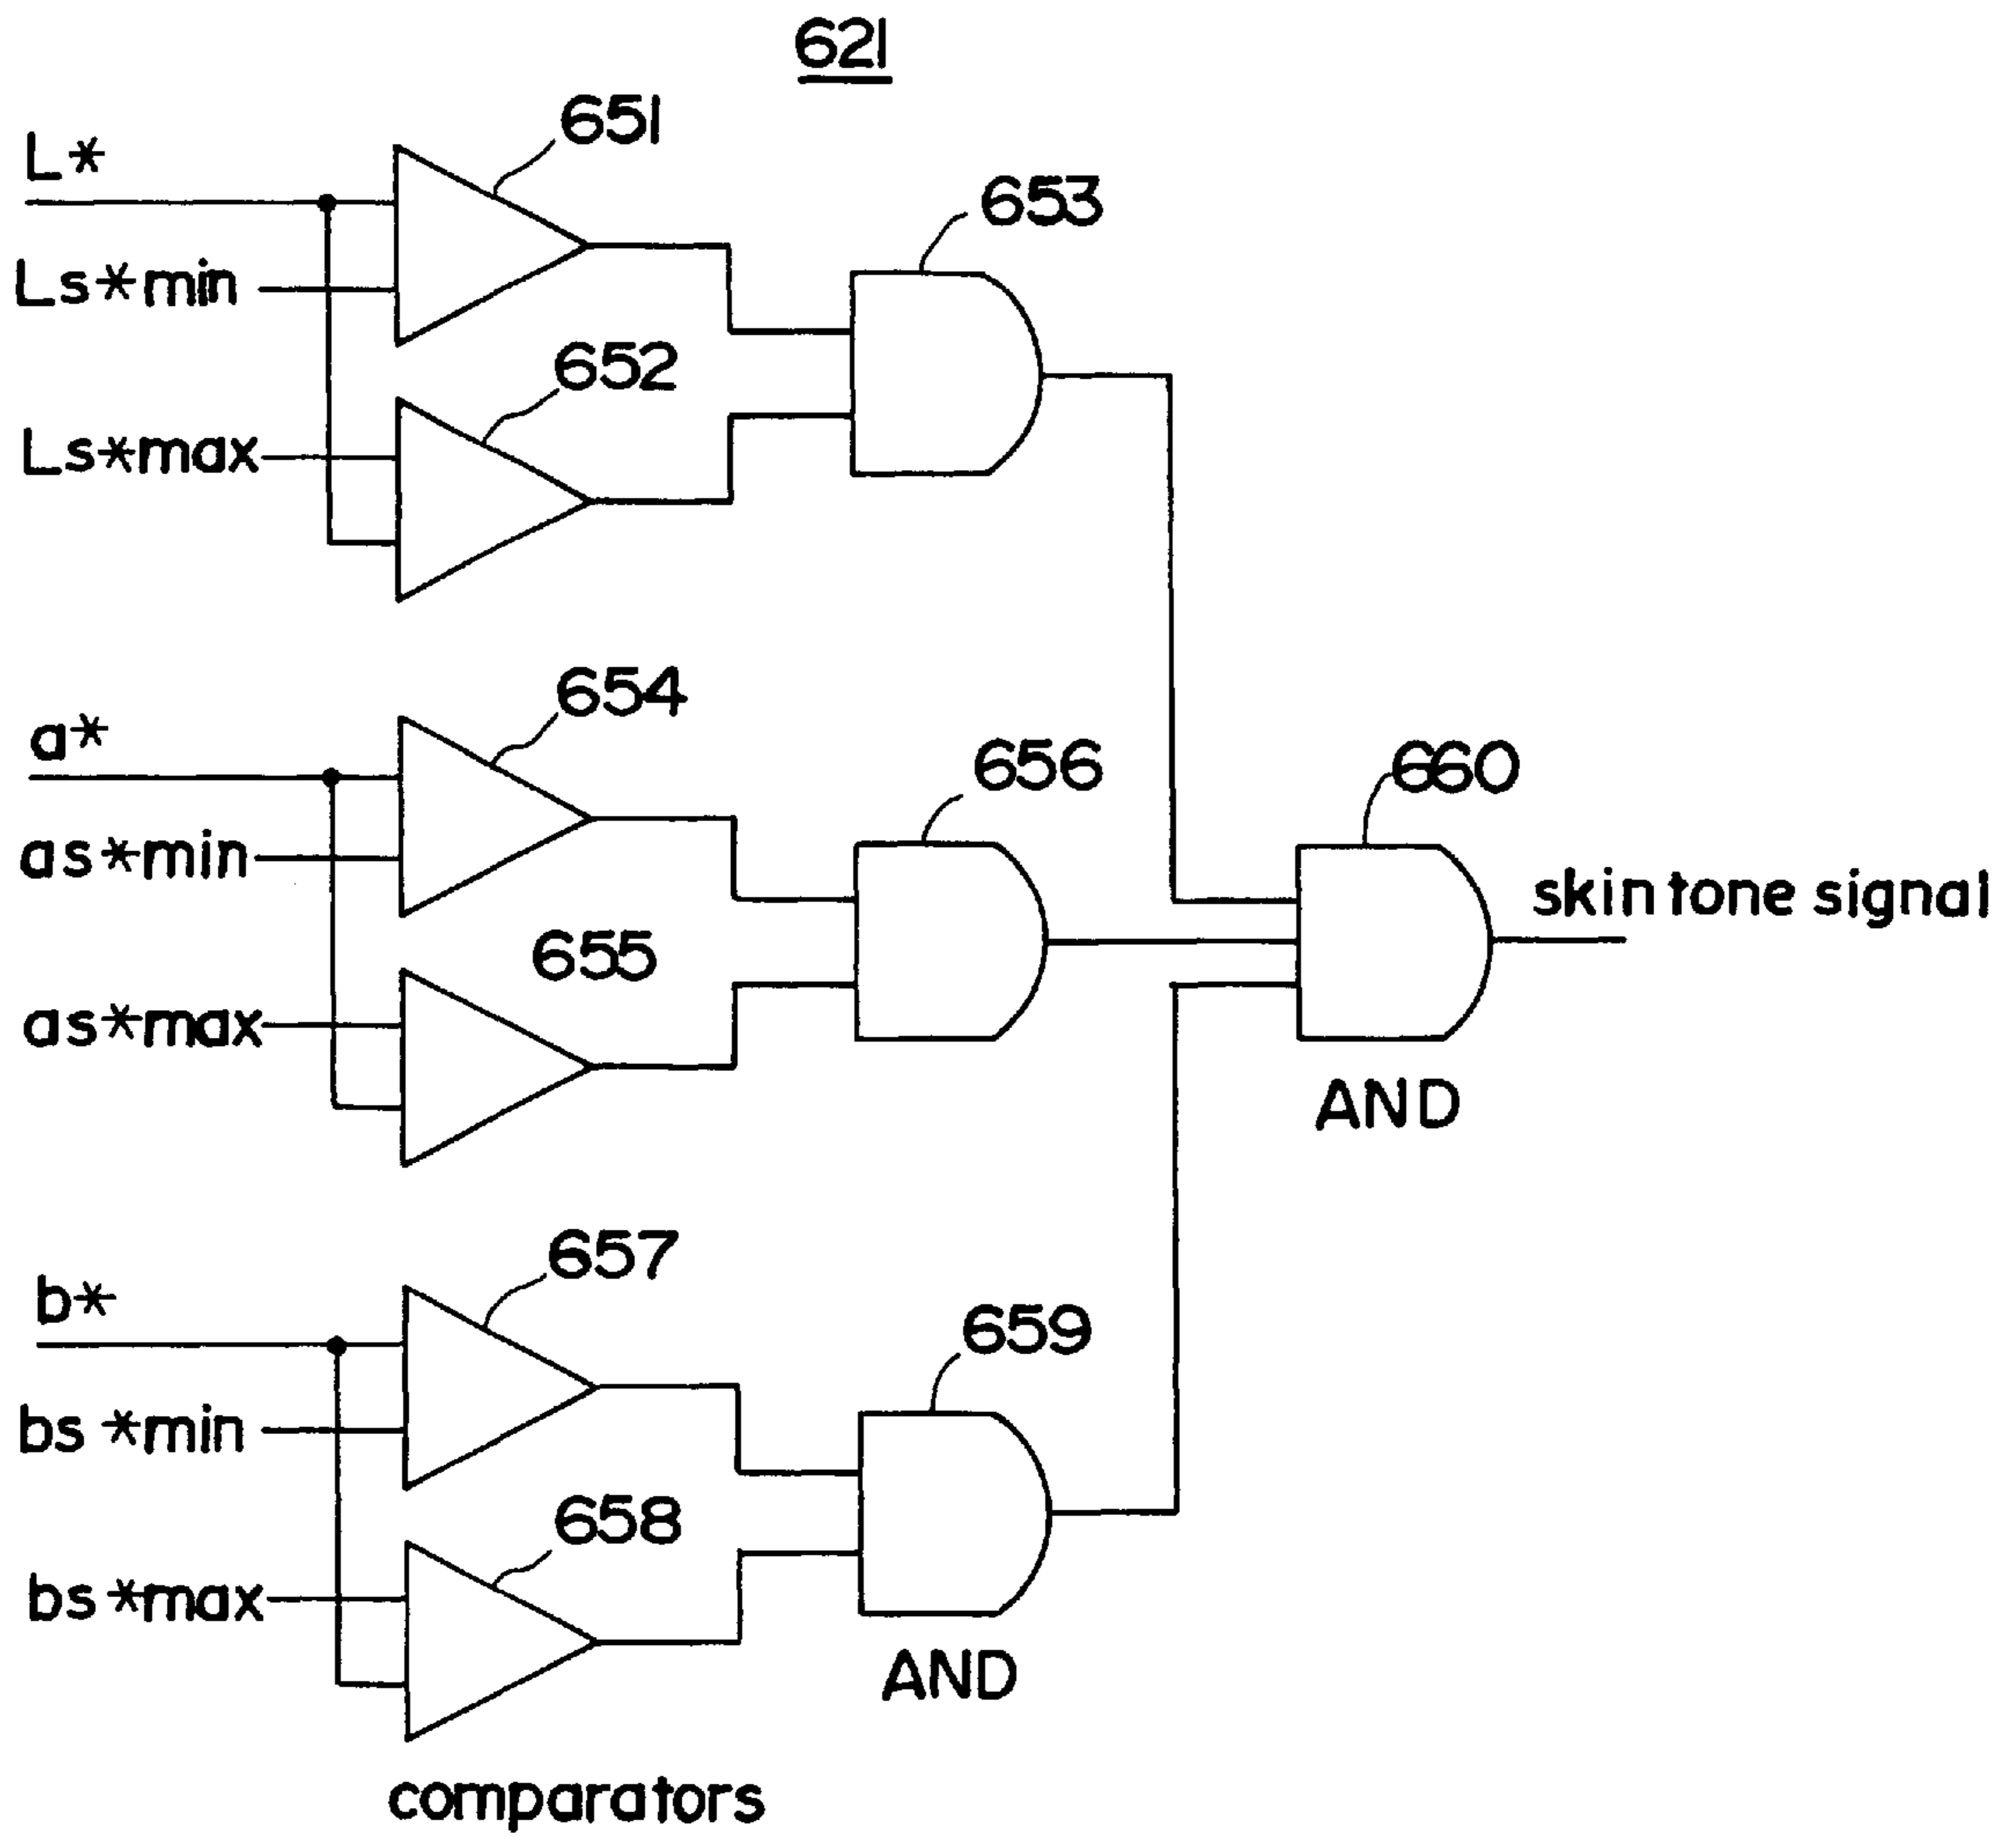 621
651
L*
653
Ls*min
652
Ls*max
654
a*
656
660
as*min
skin tone signal
655
as*max
AND
657
b*
659
bs *min
658
bs *max
AND
comparators